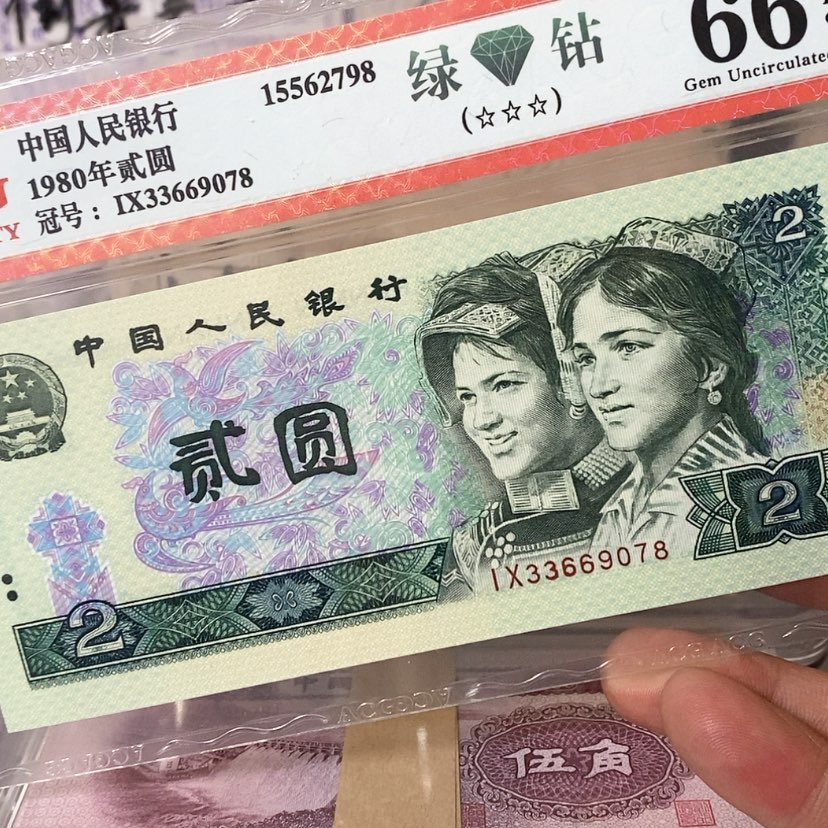 15562798
绿 钻
66
(☆☆☆)
Gem Uncirculated
中国人民银行
1980年贰圆
冠号：IX33669078
TY
中国人民银行
2
贰圆
2
IX33669078
2
伍角